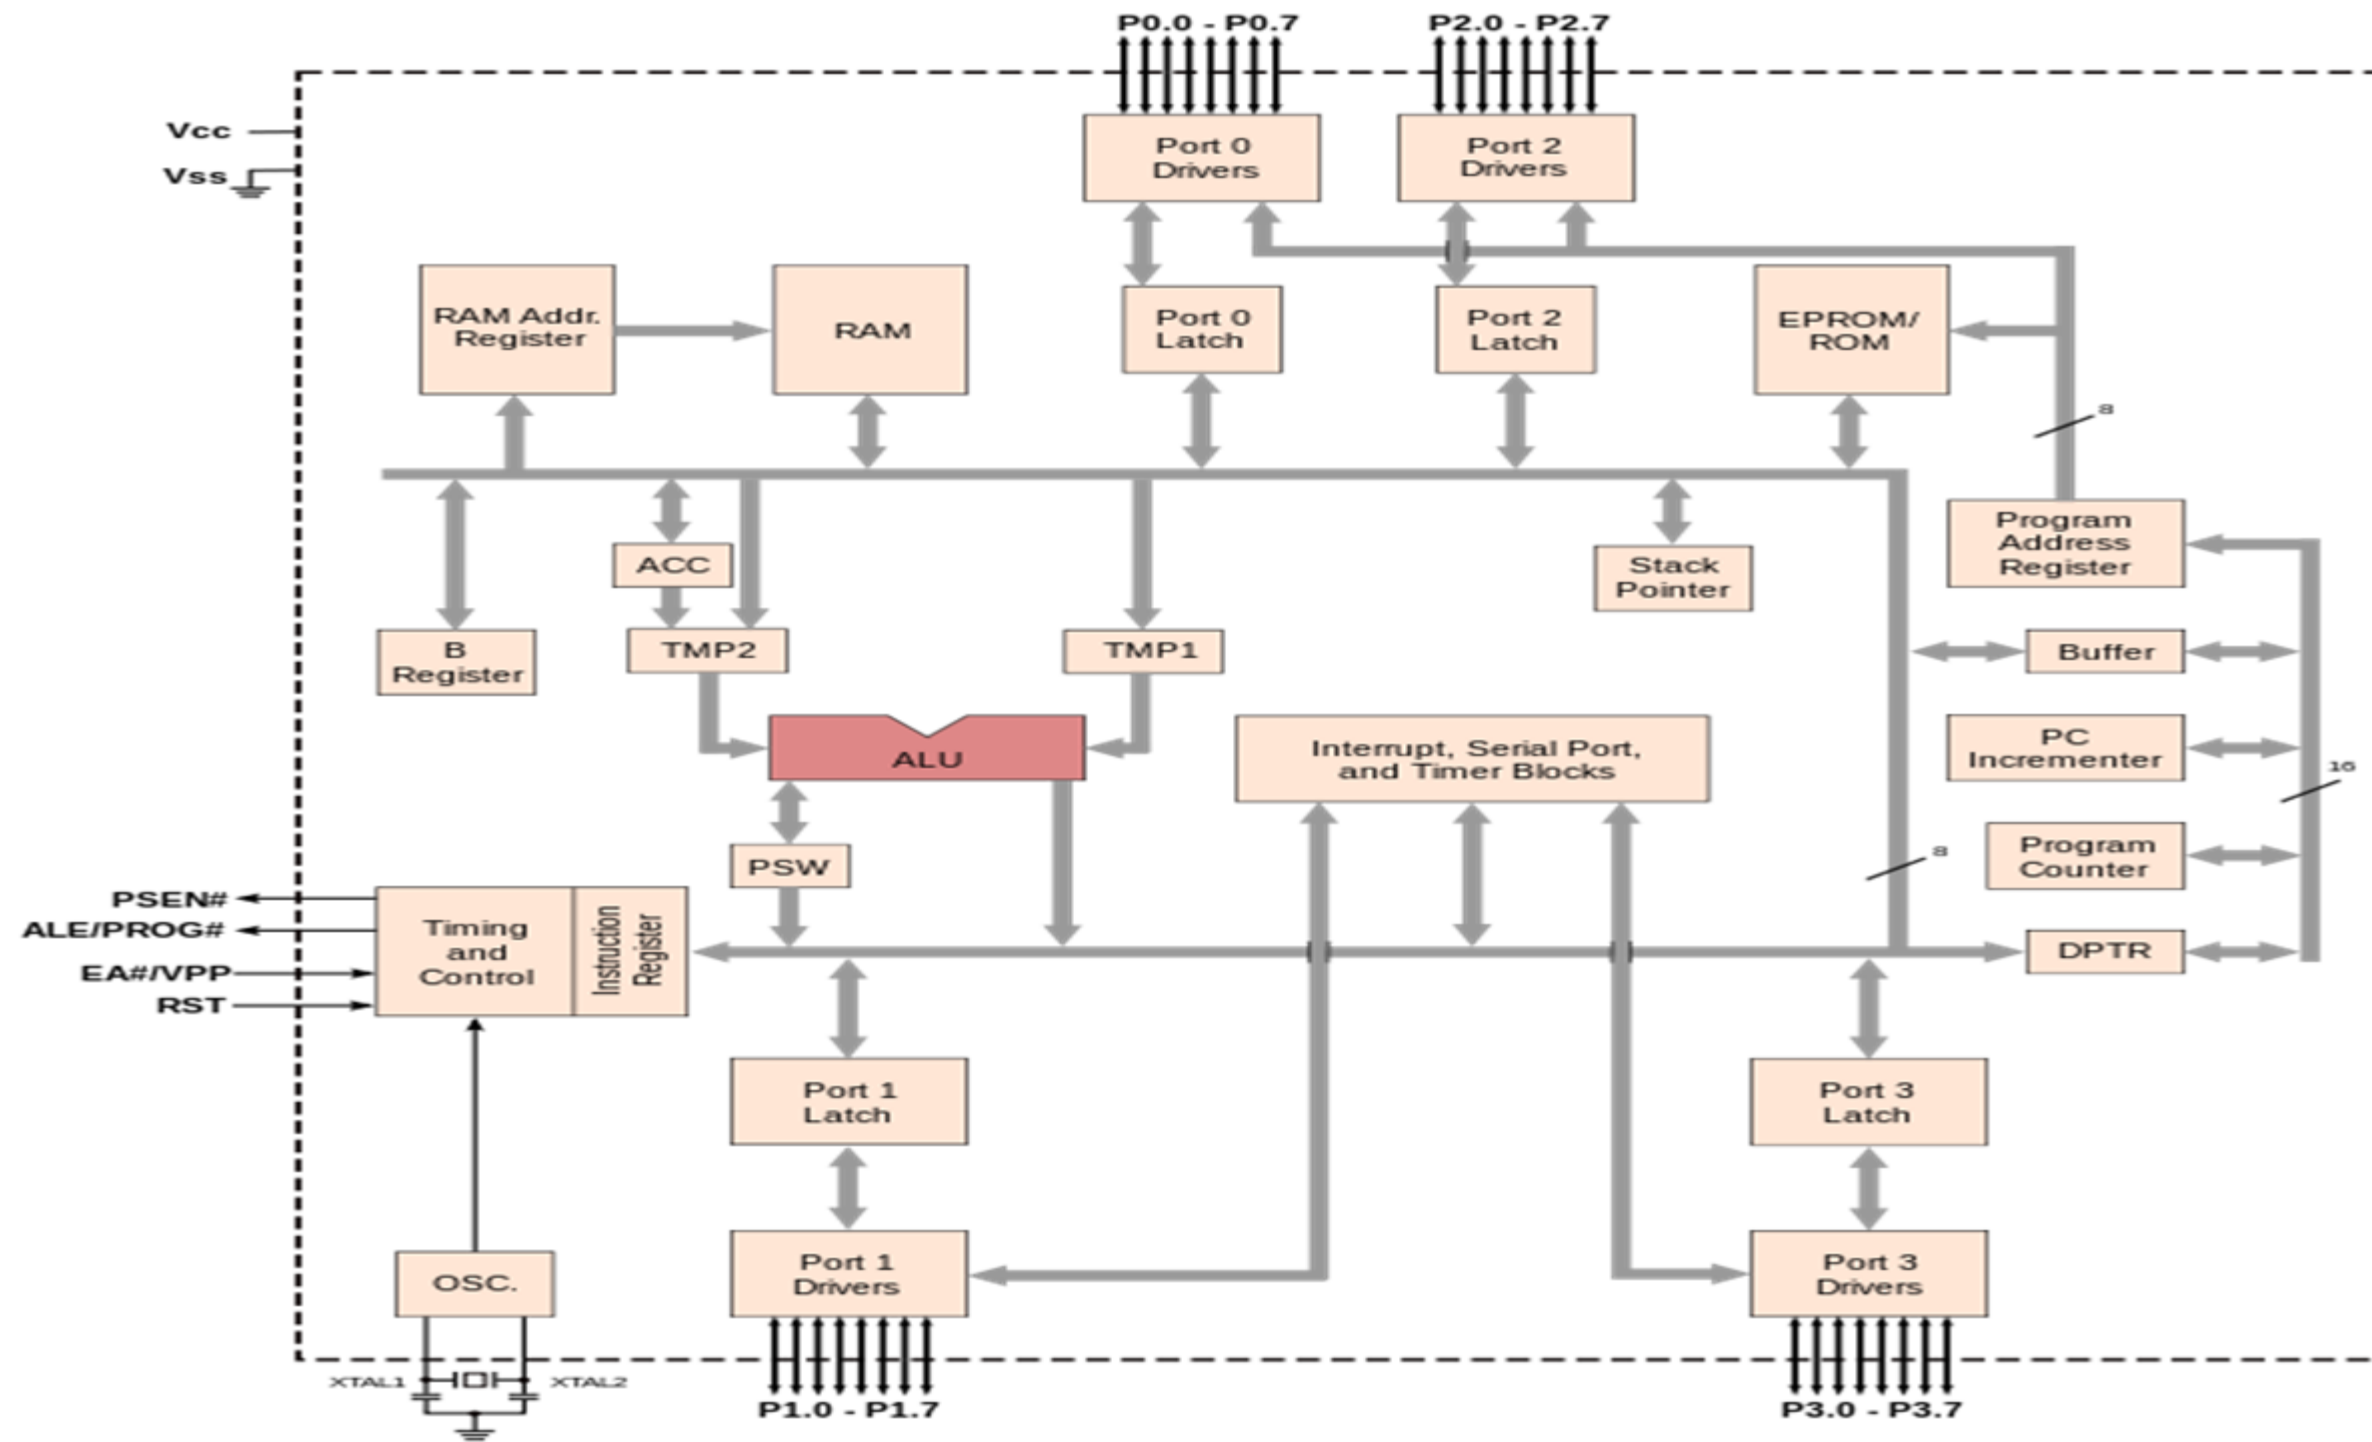 P0.0 - P0.7
P2.0 - P2.7
Vcc
Vss
Port 0
Drivers
Port 2
Drivers
RAM Addr.
Register
RAM
Port 0
Latch
Port 2
Latch
EPROM/
ROM
8
Program
Address
Register
ACC
Stack
Pointer
B
Register
TMP2
TMP1
Buffer
ALU
Interrupt, Serial Port,
and Timer Blocks
PC
Incrementer
16
PSW
8
Program
Counter
PSEN#
ALE/PROG#
EA#/VPP
RST
Timing
and
Control
Instruction
Register
DPTR
Port 1
Latch
Port 3
Latch
OSC.
Port 1
Drivers
Port 3
Drivers
XTAL1
XTAL2
P1.0 - P1.7
P3.0 - P3.7